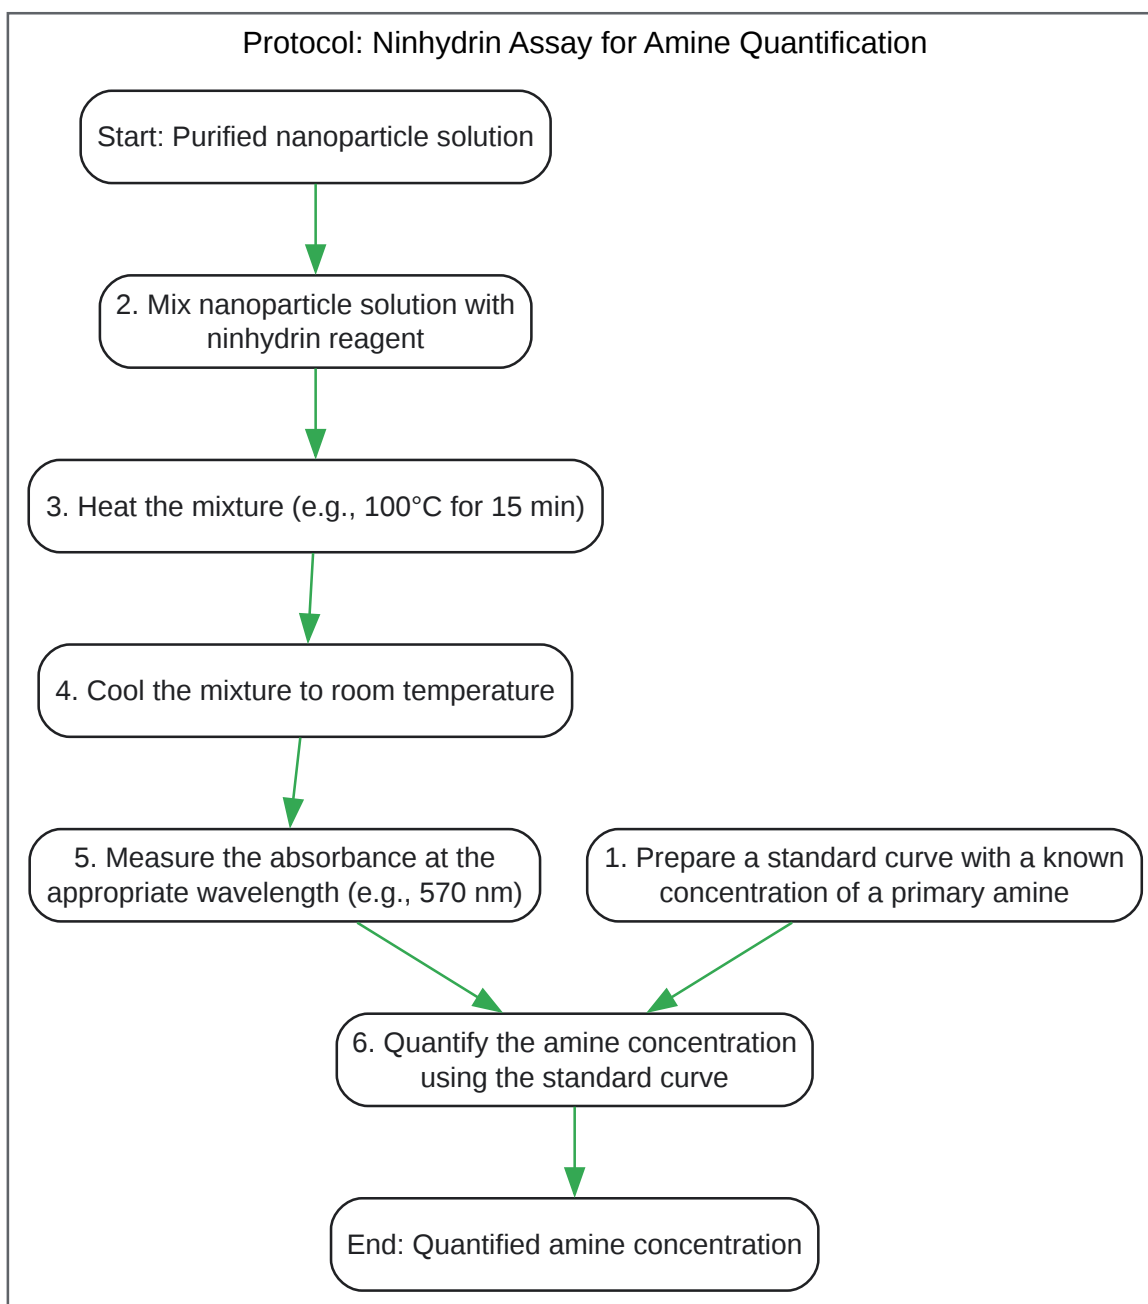 Protocol: Ninhydrin Assay for Amine Quantification
Start: Purified nanoparticle solution
2. Mix nanoparticle solution with
ninhydrin reagent
3. Heat the mixture (e.g., 100°C for 15 min)
4. Cool the mixture to room temperature
5. Measure the absorbance at the
appropriate wavelength (e.g., 570 nm)
1. Prepare a standard curve with a known
concentration of a primary amine
6. Quantify the amine concentration
using the standard curve
End: Quantified amine concentration